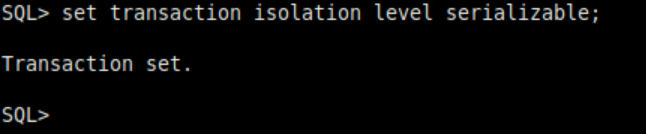 SQL> set transaction isolation level serializable;
Transaction set.
SQL>